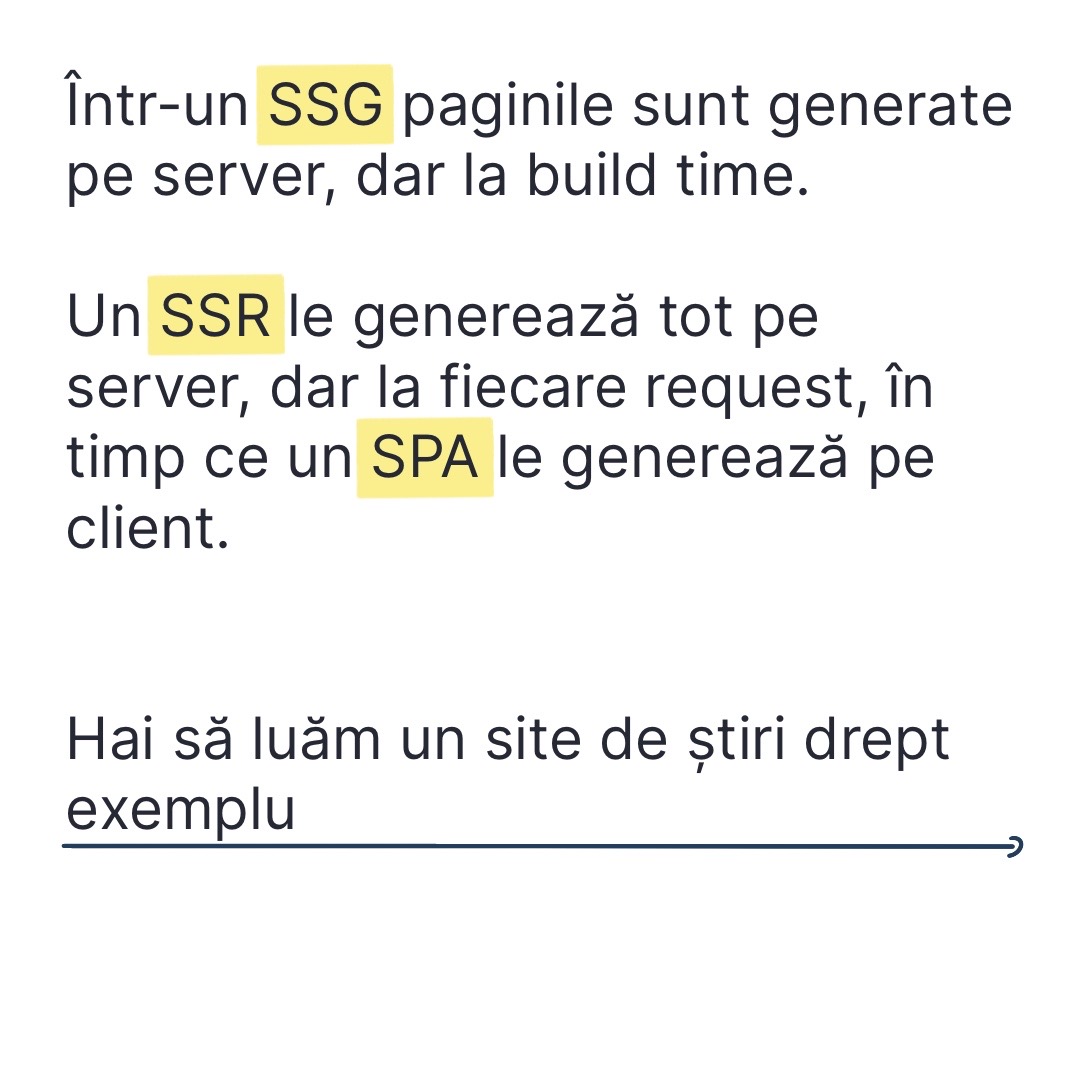 Într-un SSG paginile sunt generate
pe server, dar la build time.
Un SSR le generează tot pe
server, dar la fiecare request, în
timp ce un SPA le generează pe
client.
Hai să luăm un site de știri drept
exemplu